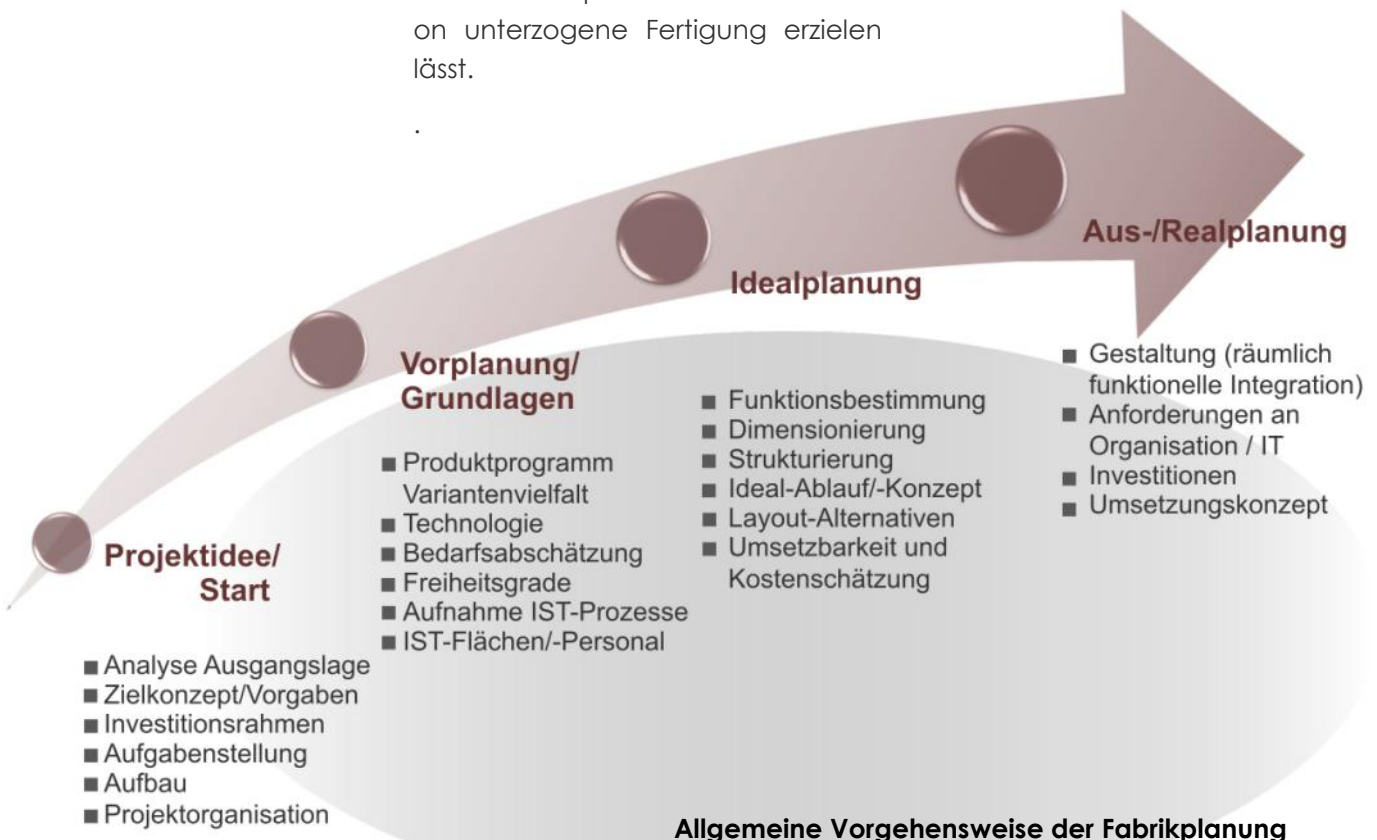 on unterzogene Fertigung erzielen
lässt.
.
Projektidee/
Start
■ Analyse Ausgangslage
■ Zielkonzept/Vorgaben
■ Investitionsrahmen
■ Aufgabenstellung
■ Aufbau
■ Projektorganisation
Vorplanung/
Grundlagen
■ Produktprogramm
Variantenvielfalt
■ Technologie
■ Bedarfsabschätzung
■ Freiheitsgrade
■ Aufnahme IST-Prozesse
■ IST-Flächen/-Personal
Idealplanung
■ Funktionsbestimmung
■ Dimensionierung
■ Strukturierung
■ Ideal-Ablauf/-Konzept
■ Layout-Alternativen
■ Umsetzbarkeit und
Kostenschätzung
Aus-/Realplanung
■ Gestaltung (räumlich
funktionelle Integration)
■ Anforderungen an
Organisation / IT
■ Investitionen
■ Umsetzungskonzept
Allgemeine Vorgehensweise der Fabrikplanung